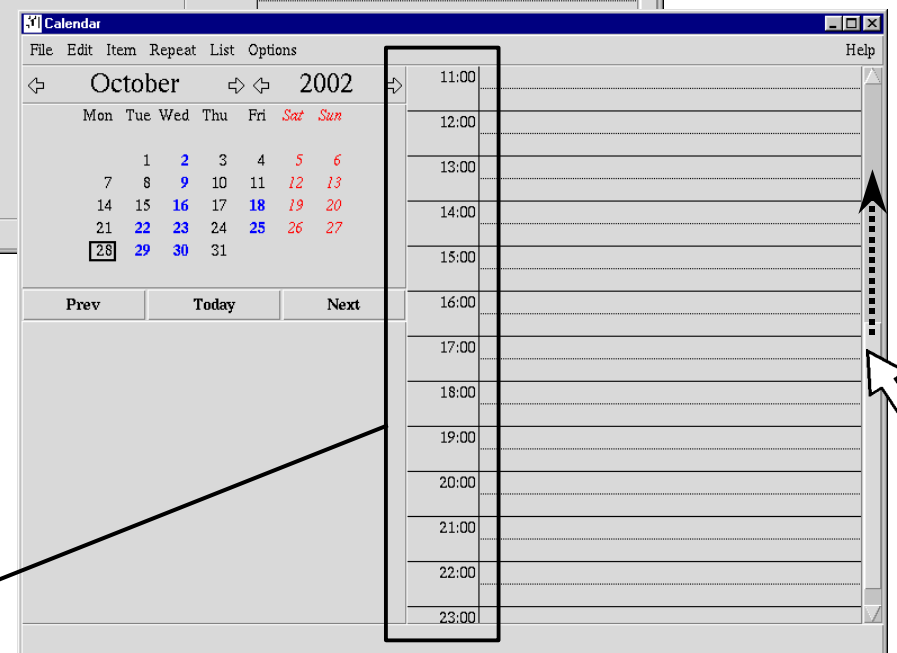 Calendar
File Edit Item Repeat List Options Help
October 2002
Mon Tue Wed Thu Fri Sat Sun
1 2 3 4 5 6
7 8 9 10 11 12 13
14 15 16 17 18 19 20
21 22 23 24 25 26 27
28 29 30 31
Prev Today Next
11:00
12:00
13:00
14:00
15:00
16:00
17:00
18:00
19:00
20:00
21:00
22:00
23:00